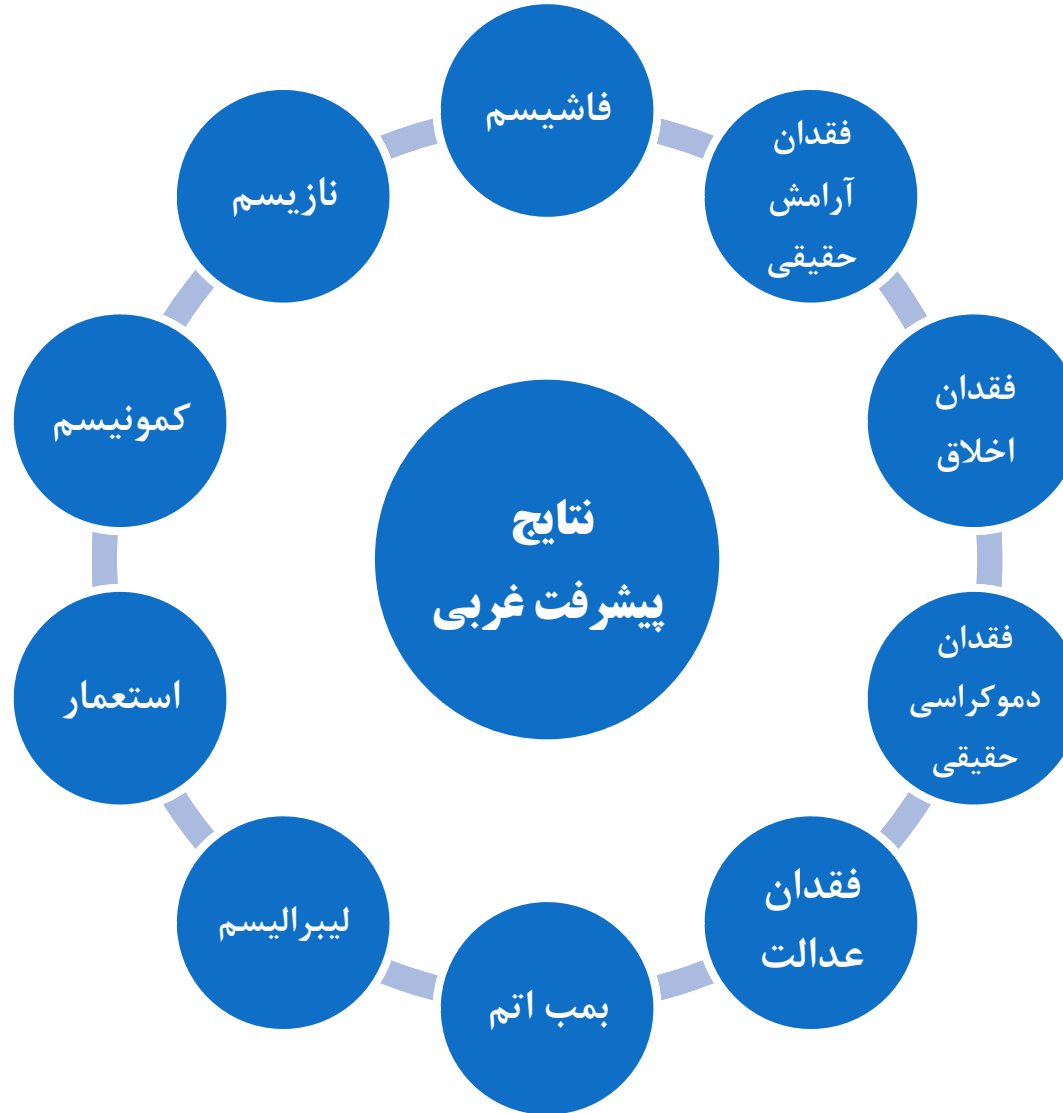 نتایج
پیشرفت غربی
فاشیسم
فقدان
آرامش
حقیقی
فقدان
اخلاق
فقدان
دموکراسی
حقیقی
فقدان
عدالت
بمب اتم
لیبرالیسم
استعمار
کمونیسم
نازیسم